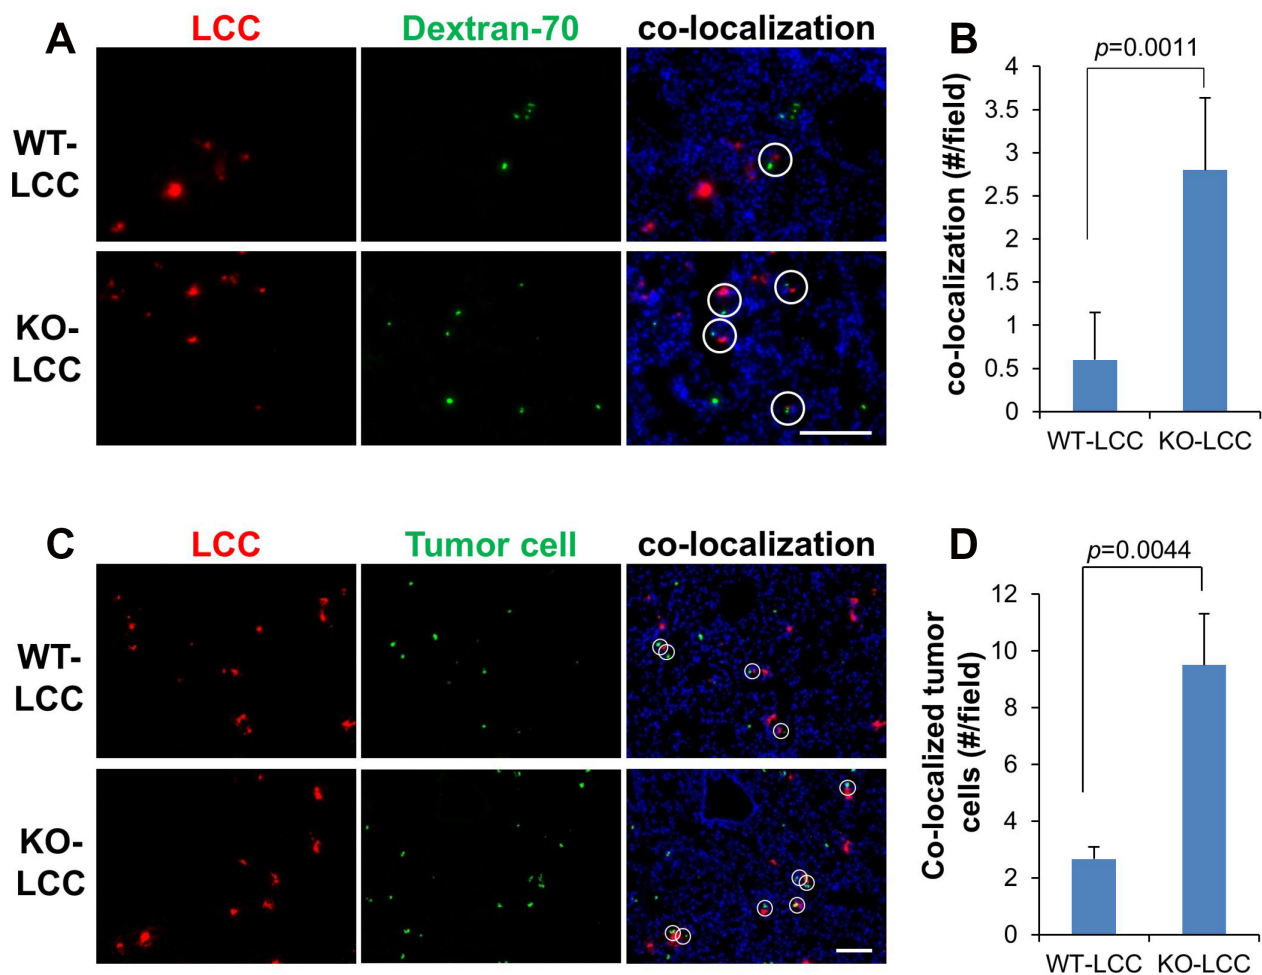 A
LCC
Dextran-70
co-localization
WT-
LCC
KO-
LCC
B
p=0.0011
co-localization (#/field)
4
3.5
3
2.5
2
1.5
1
0.5
0
WT-LCC
KO-LCC
C
LCC
Tumor cell
co-localization
WT-
LCC
KO-
LCC
D
p=0.0044
Co-localized tumor
cells (#/field)
12
10
8
6
4
2
0
WT-LCC
KO-LCC